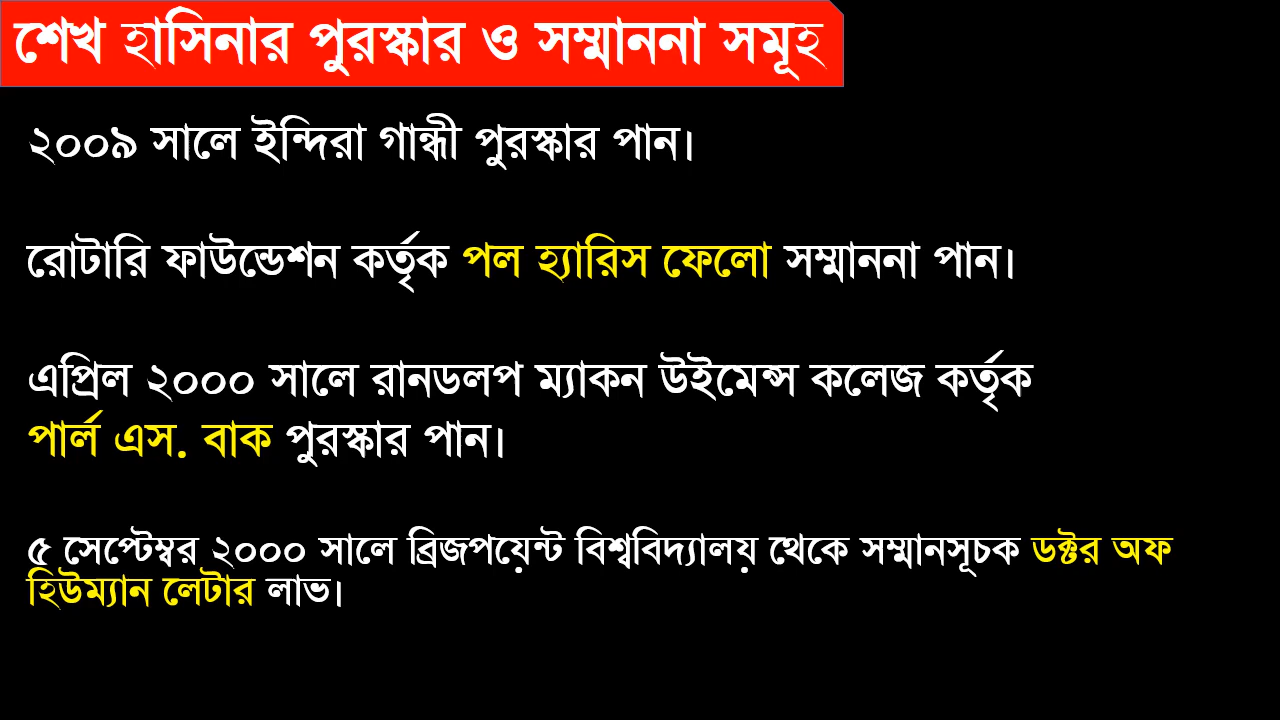 শেখ হাসিনার পুরস্কার ও সম্মাননা সমূহ
২০০৯ সালে ইন্দিরা গান্ধী পুরস্কার পান।
রোটারি ফাউন্ডেশন কর্তৃক পল হ্যারিস ফেলো সম্মাননা পান।
এপ্রিল ২০০০ সালে রানডলপ ম্যাকন উইমেন্স কলেজ কর্তৃক
পার্ল এস. বাক পুরস্কার পান।
৫ সেপ্টেম্বর ২০০০ সালে ব্রিজপয়েন্ট বিশ্ববিদ্যালয় থেকে সম্মানসূচক ডক্টর অফ
হিউম্যান লেটার লাভ।